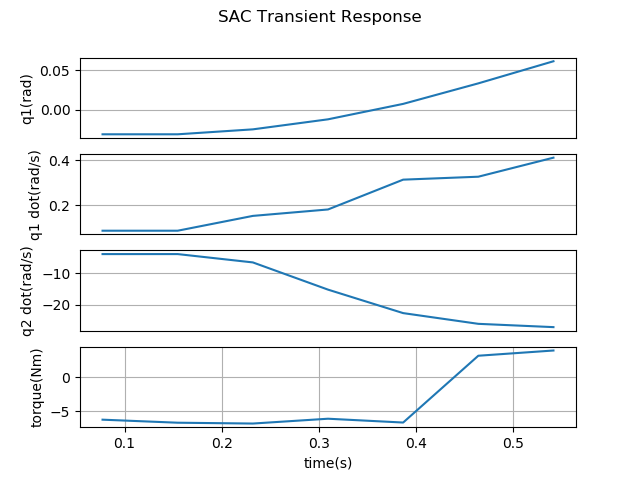 SAC Transient Response
q1(rad)
0.05
0.00
q1 dot(rad/s)
0.4
0.2
q2 dot(rad/s)
−10
−20
torque(Nm)
0
−5
0.1 0.2 0.3 0.4 0.5
time(s)